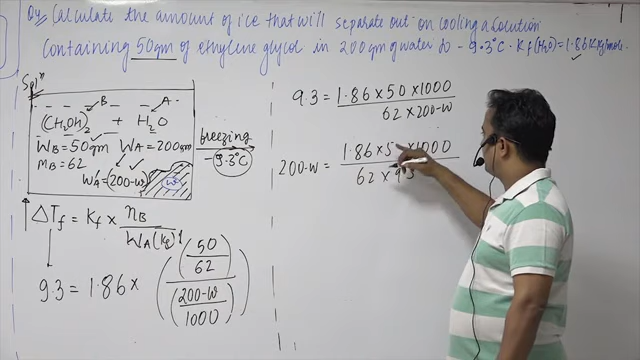 Q4 Calculate the amount of ice that will separate out on cooling a solution
containing 50gm of ethylene glycol in 200gm of water to - 9.3°C. Kf(H2O)=1.86 K Kg/mole.
Sol^n
B A
(CH2OH)2 + H2O
WB = 50gm WA = 200gm
mB = 62
WA = (200-w) w
freezing
- 9.3°C
ΔTf = Kf × nB / WA (Kg)
9.3 = 1.86 × ( (50/62) / ((200-w)/1000) )
9.3 = 1.86 × 50 × 1000 / 62 × 200-w
200-w = 1.86 × 5 × 1000 / 62 × 9.3